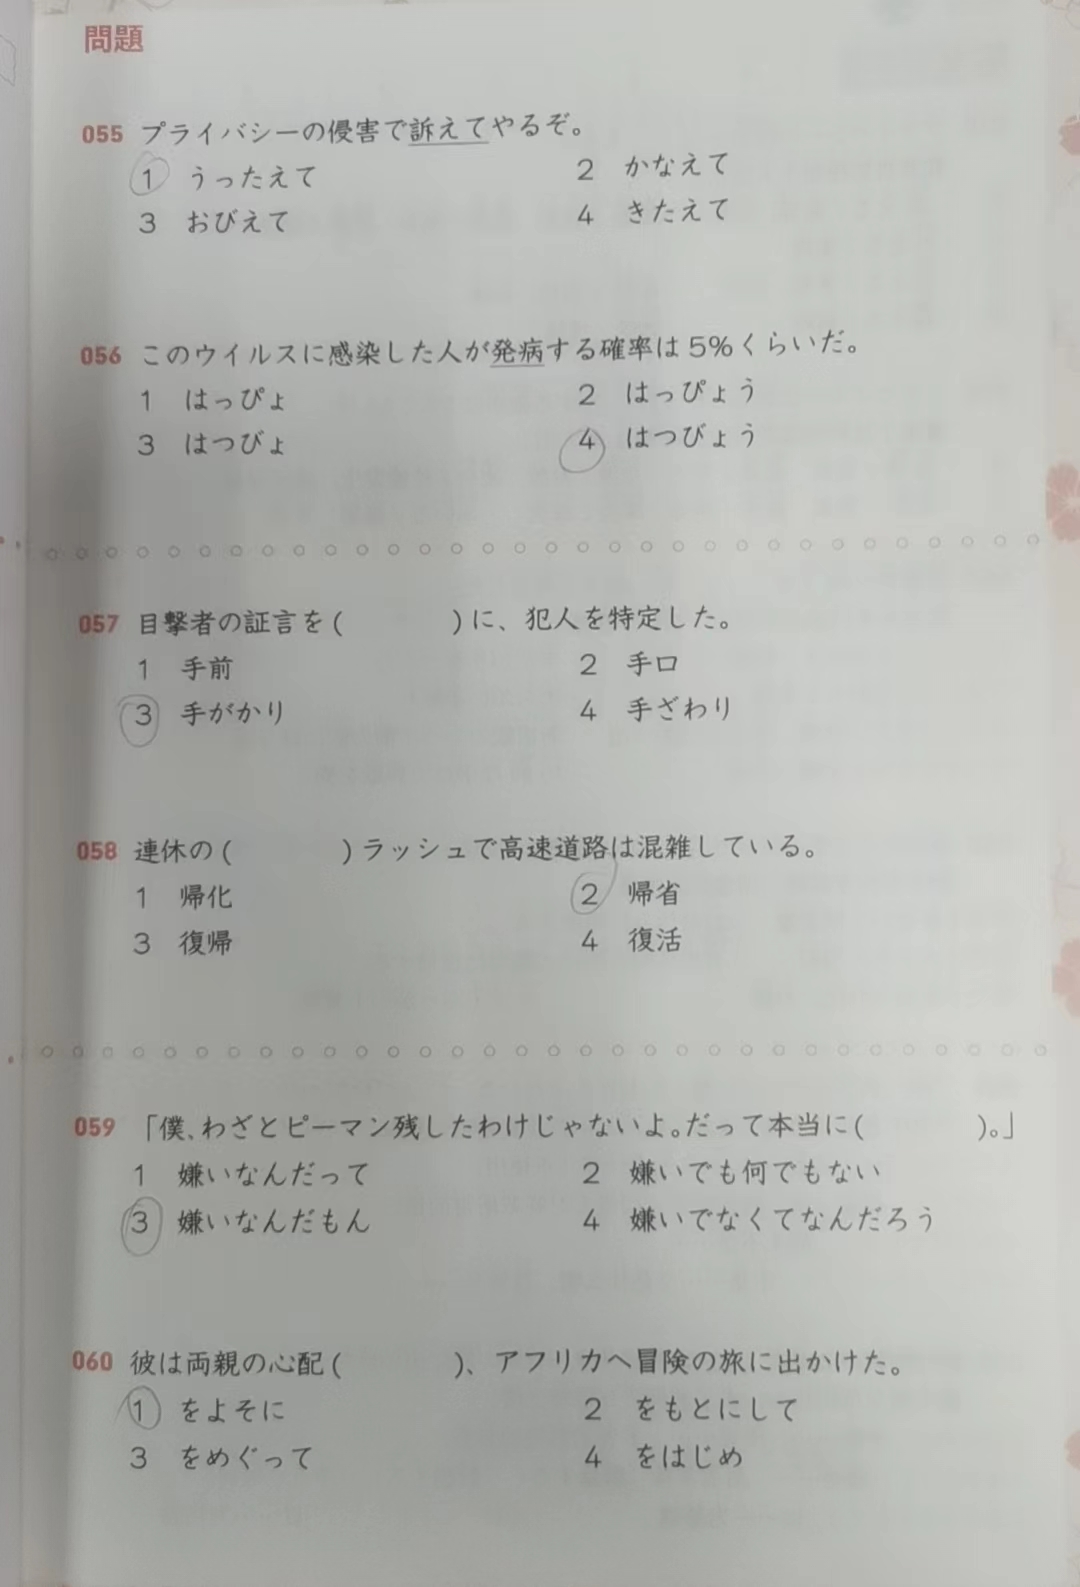 問題
055 プライバシーの侵害で訴えてやるぞ。
1 うったえて 2 かなえて
3 おびえて 4 きたえて
056 このウイルスに感染した人が発病する確率は5%くらいだ。
1 はっぴょ 2 はっぴょう
3 はつびょ 4 はつびょう
057 目撃者の証言を( )に、犯人を特定した。
1 手前 2 手口
3 手がかり 4 手ざわり
058 連休の( )ラッシュで高速道路は混雑している。
1 帰化 2 帰省
3 復帰 4 復活
059 「僕、わざとピーマン残したわけじゃないよ。だって本当に( )。」
1 嫌いなんだって 2 嫌いでも何でもない
3 嫌いなんだもん 4 嫌いでなくてなんだろう
060 彼は両親の心配( )、アフリカへ冒険の旅に出かけた。
1 をよそに 2 をもとにして
3 をめぐって 4 をはじめ